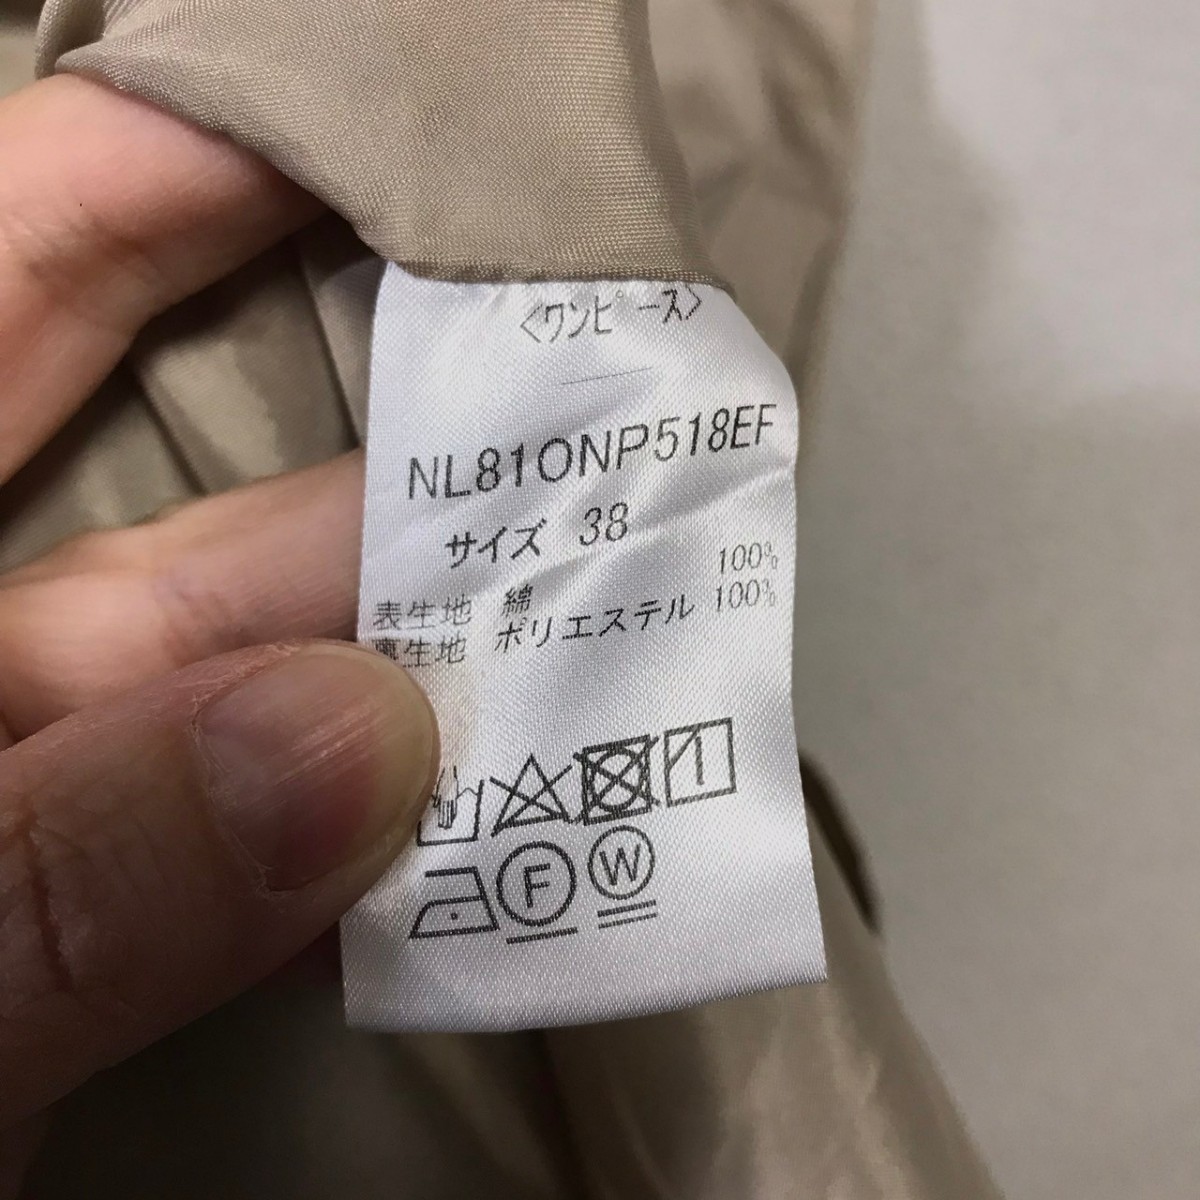 〈ワンピース〉
NL81ONP518EF
サイズ 38
表生地 綿 100%
裏生地 ポリエステル 100%
F W